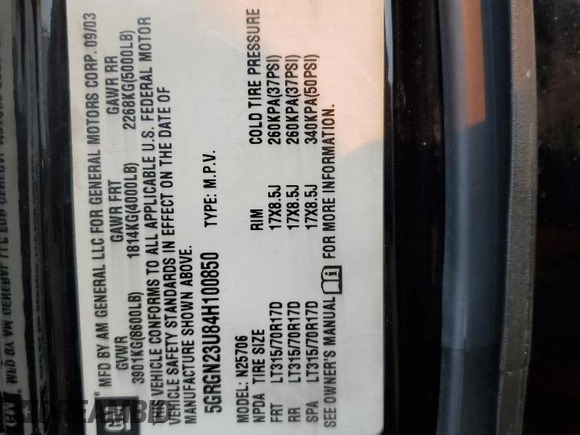 MFD BY AM GENERAL LLC FOR GENERAL MOTORS CORP. 09/03
GVWR GAWR FRT GAWR RR
3901KG(8600LB) 1814KG(4000LB) 2268KG(5000LB)
THIS VEHICLE CONFORMS TO ALL APPLICABLE U.S. FEDERAL MOTOR
VEHICLE SAFETY STANDARDS IN EFFECT ON THE DATE OF
MANUFACTURE SHOWN ABOVE.
5GRGN23U84H100850 TYPE: M.P.V.
MODEL: N25706
NPDA TIRE SIZE RIM COLD TIRE PRESSURE
FRT LT315/70R17D 17X8.5J 260KPA(37PSI)
RR LT315/70R17D 17X8.5J 260KPA(37PSI)
SPA LT315/70R17D 17X8.5J 340KPA(50PSI)
SEE OWNER'S MANUAL FOR MORE INFORMATION.